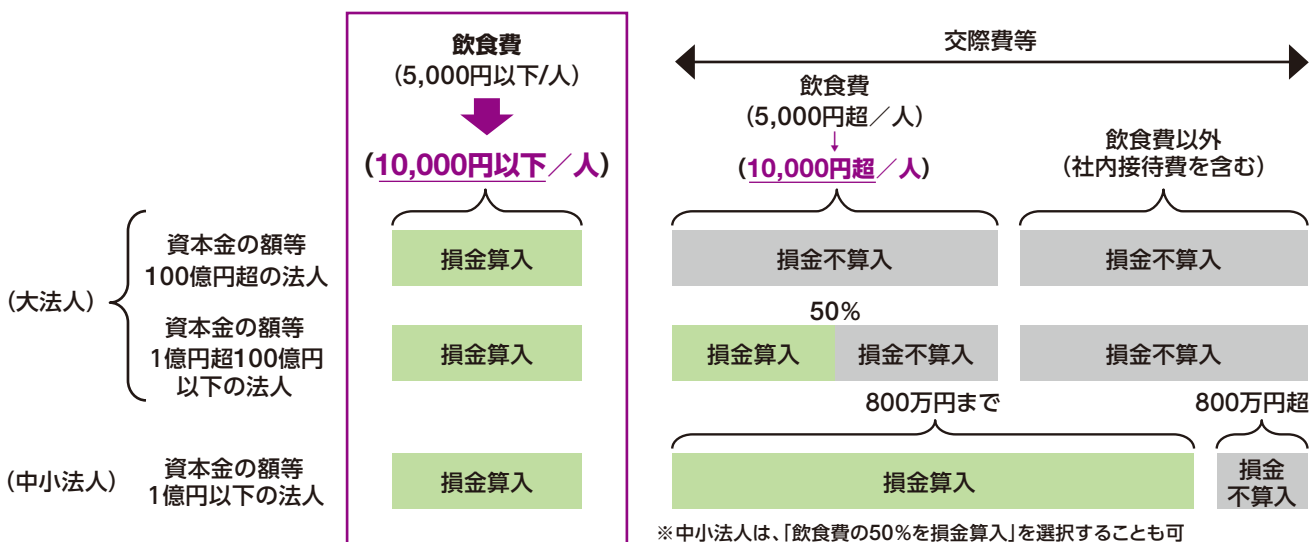 飲食費
(5,000円以下/人)
(10,000円以下／人)
交際費等
飲食費
(5,000円超／人)
↓
(10,000円超／人)
飲食費以外
(社内接待費を含む)
(大法人)
資本金の額等
100億円超の法人
損金算入
損金不算入
損金不算入
資本金の額等
1億円超100億円
以下の法人
損金算入
50%
損金算入
損金不算入
損金不算入
800万円まで
800万円超
(中小法人)
資本金の額等
1億円以下の法人
損金算入
損金算入
損金
不算入
※中小法人は、「飲食費の50%を損金算入」を選択することも可